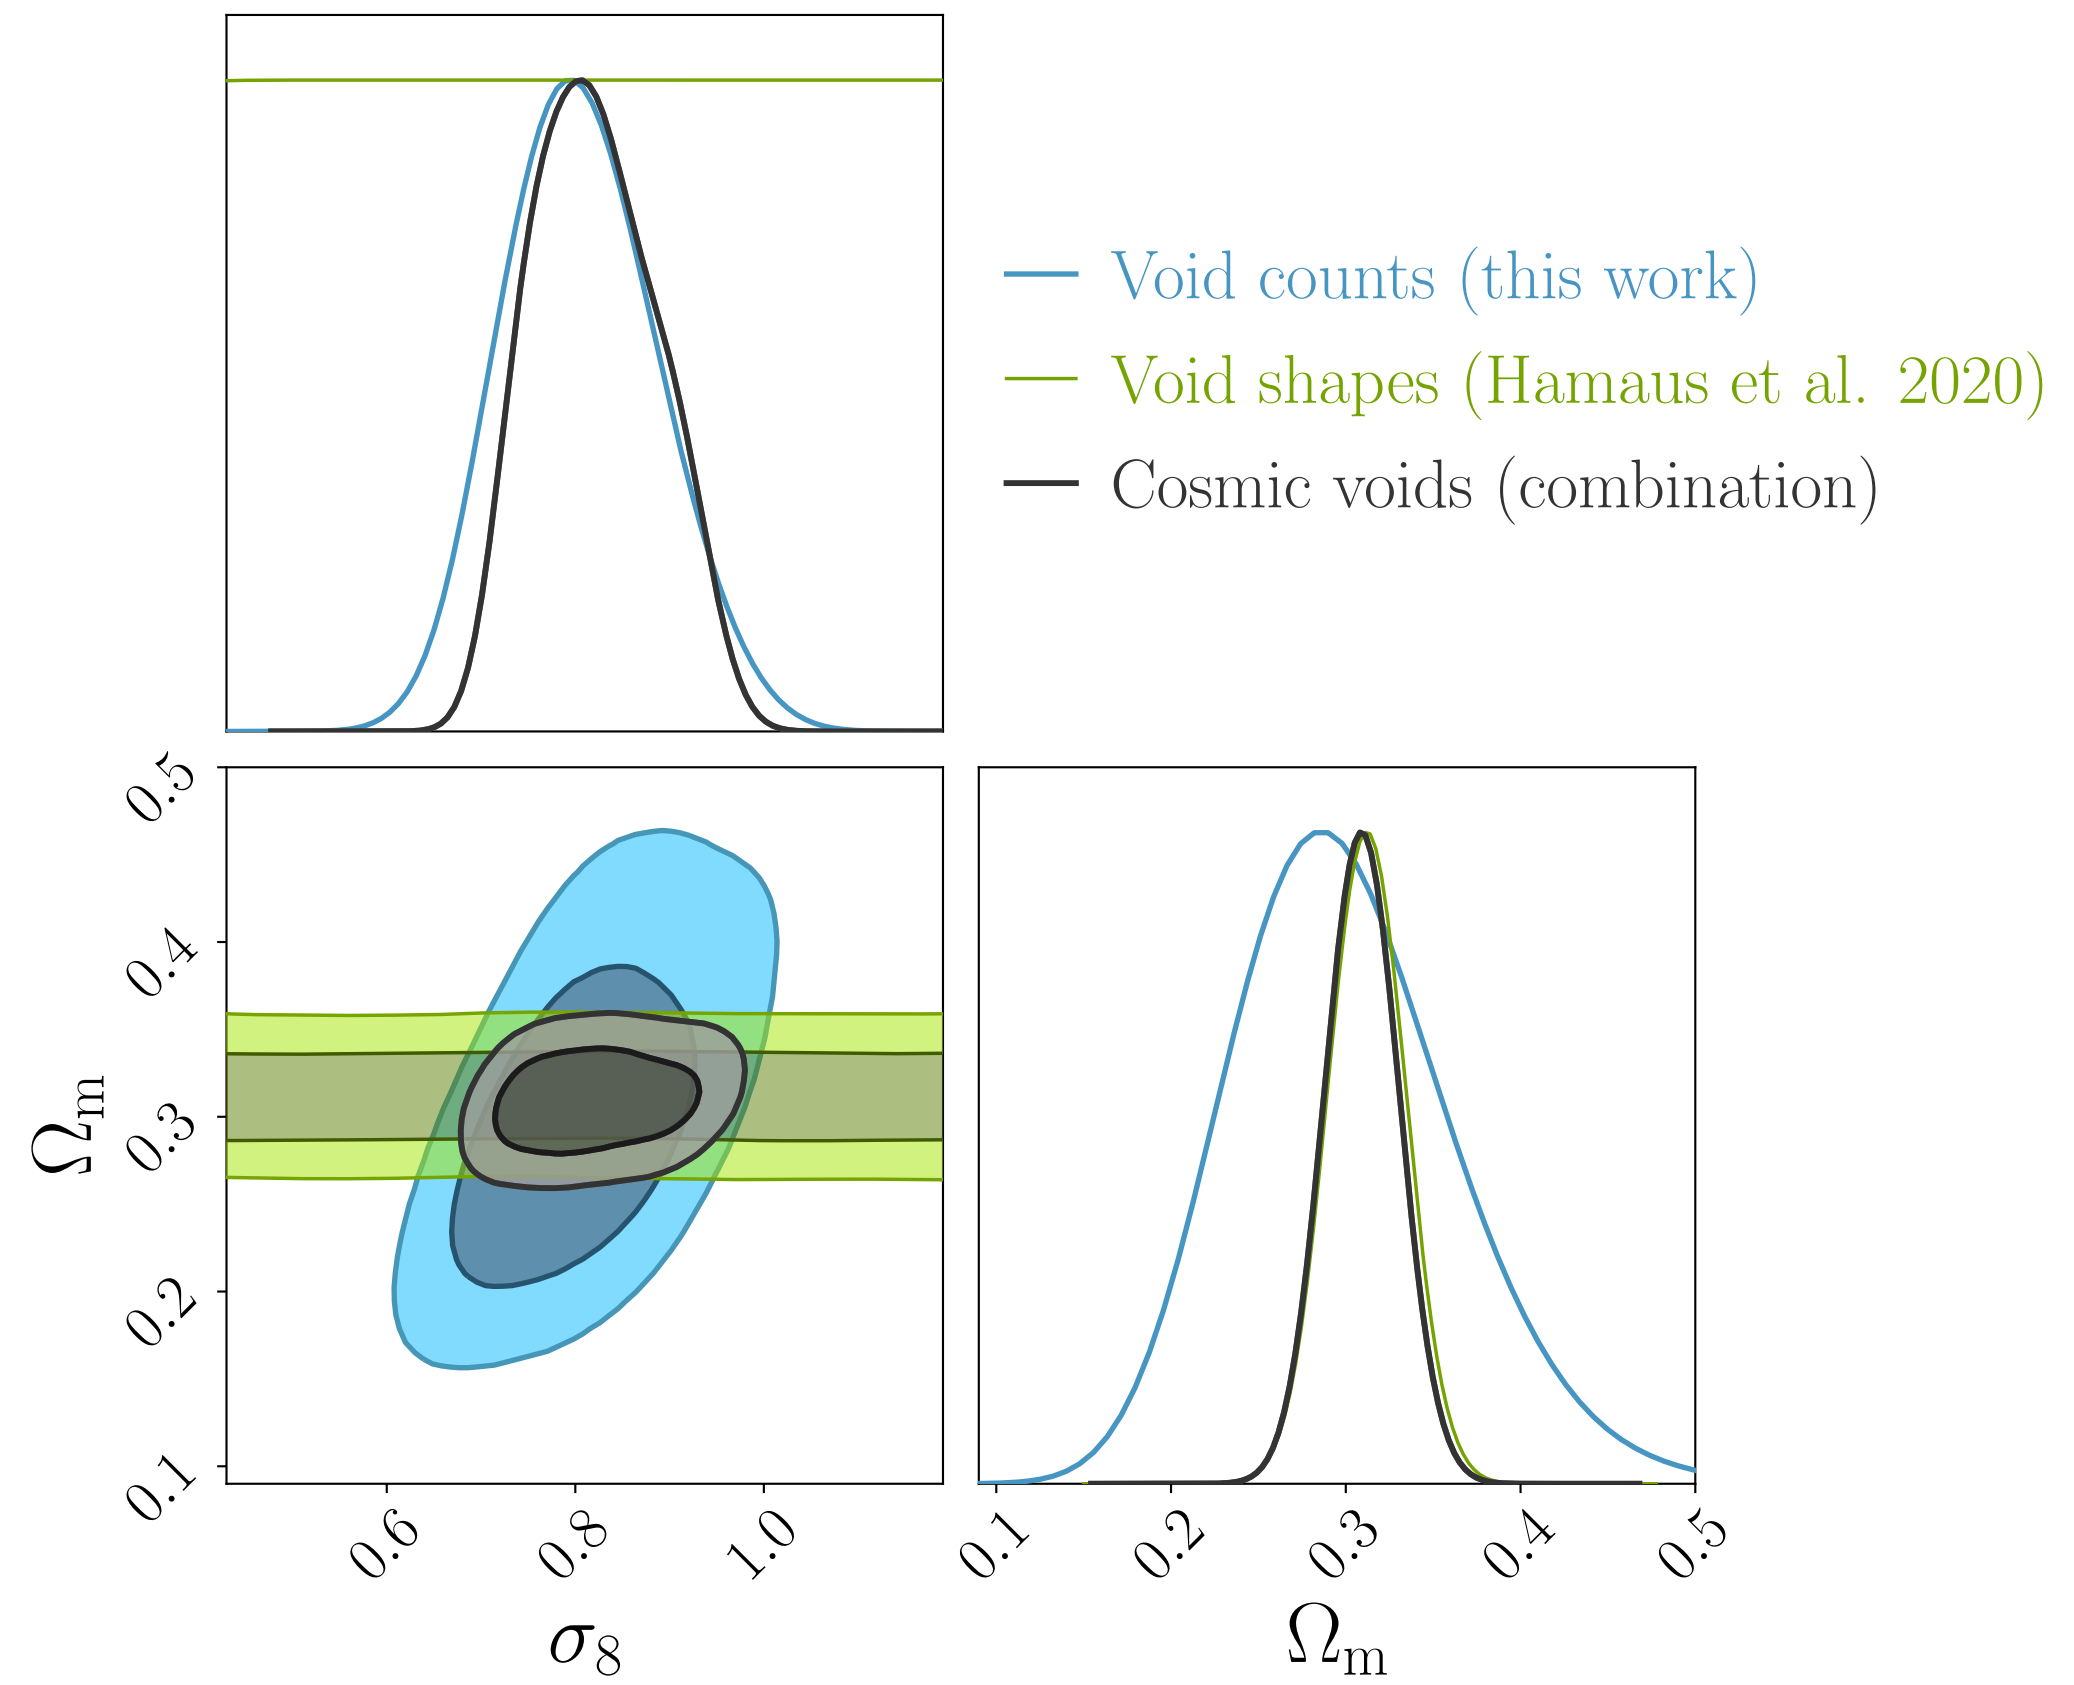 Void counts (this work)
Void shapes (Hamaus et al. 2020)
Cosmic voids (combination)
0.5
0.4
0.3
0.2
0.1
Ωm
0.6 0.8 1.0
σ8
0.1 0.2 0.3 0.4 0.5
Ωm